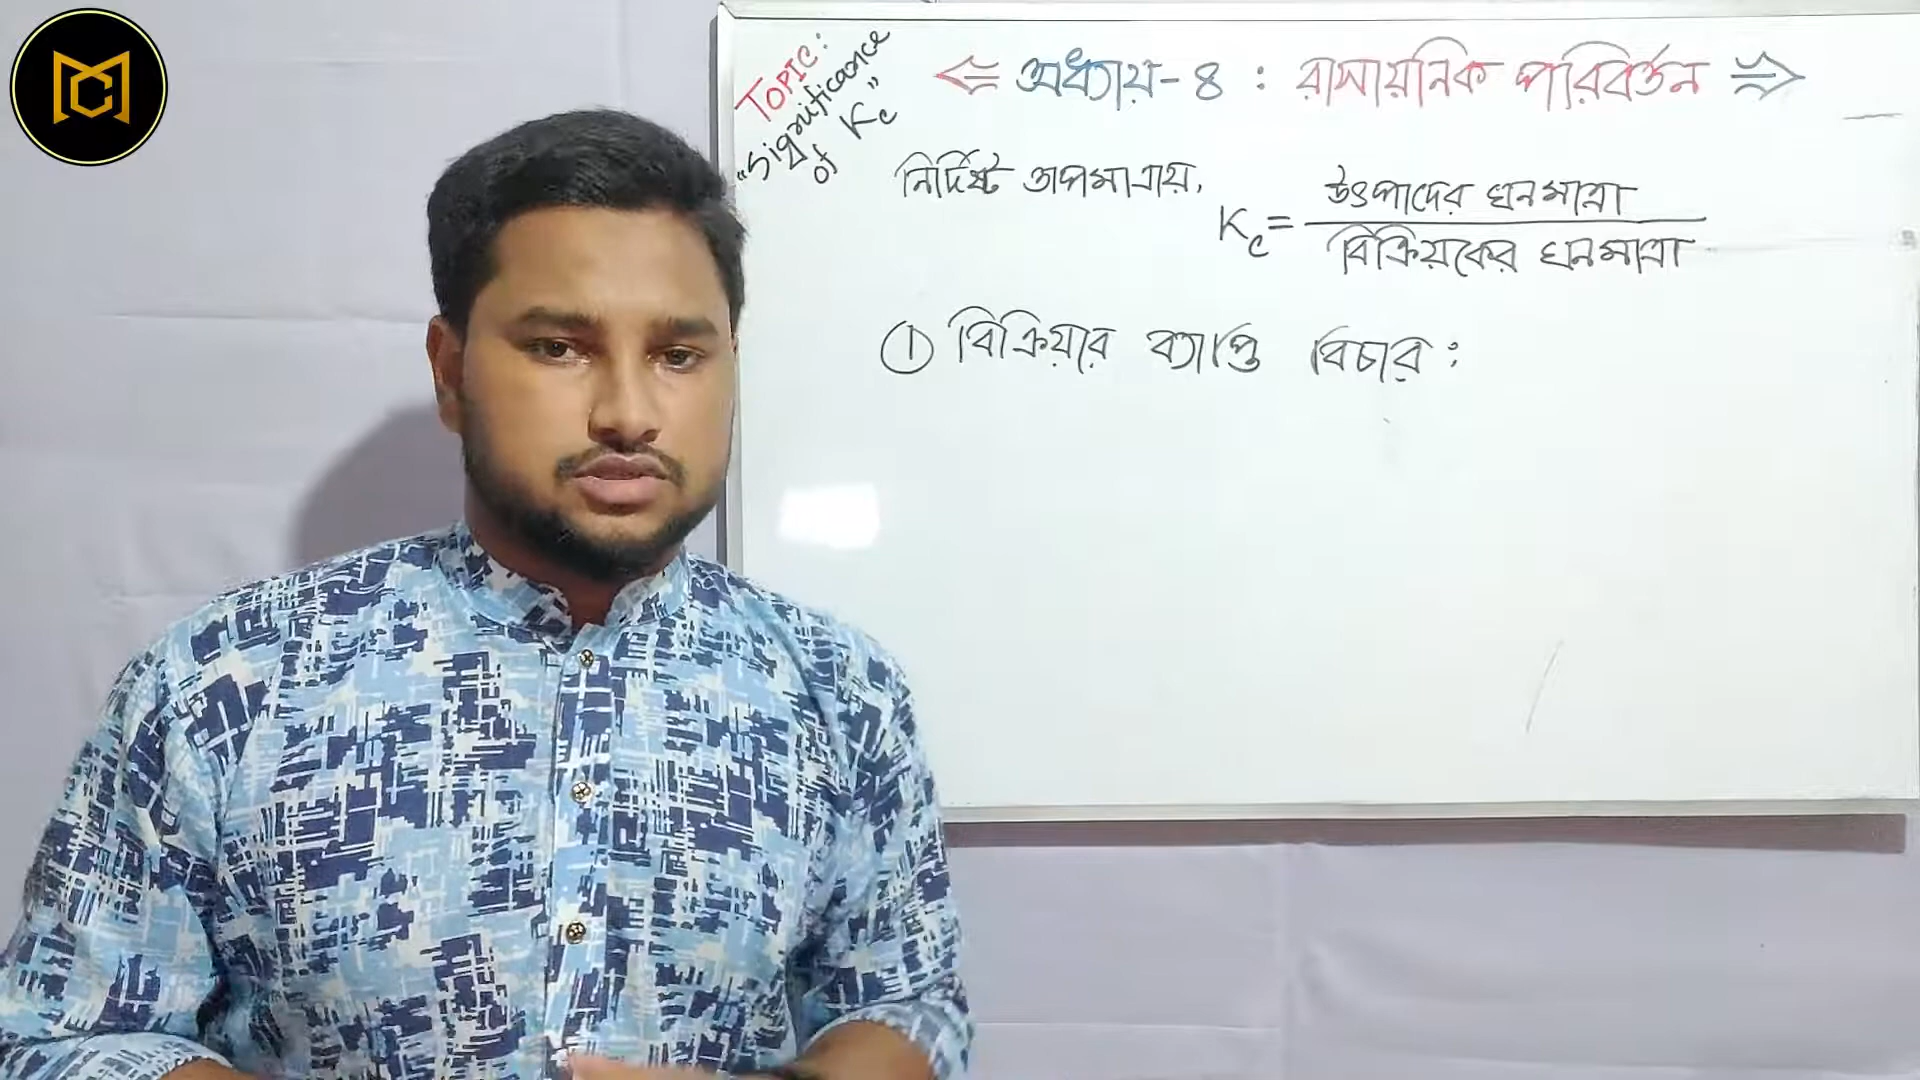 TOPIC:
"Significance
of Kc"
⇐ অধ্যায়-৪ : রাসায়নিক পরিবর্তন ⇒
নির্দিষ্ট তাপমাত্রায়,
Kc = উৎপাদের ঘনমাত্রা
বিক্রিয়কের ঘনমাত্রা
① বিক্রিয়ার ব্যাপ্তি বিচার :